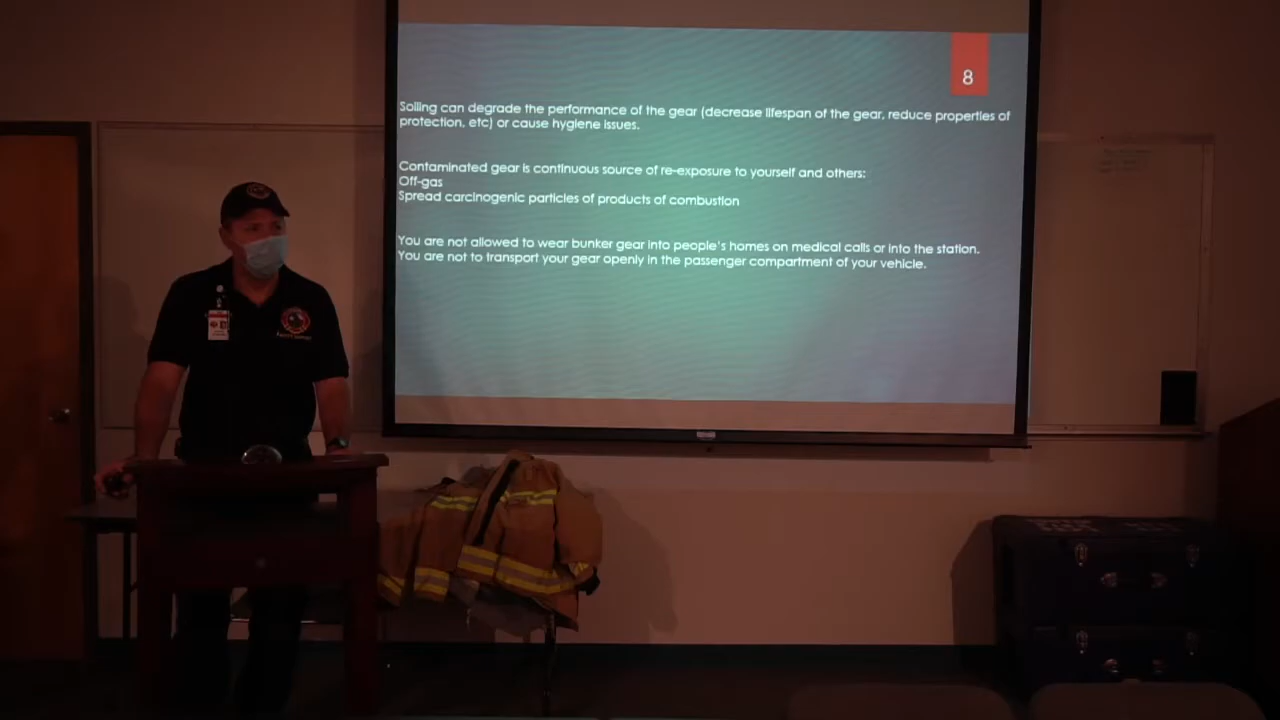 8
Soiling can degrade the performance of the gear (decrease lifespan of the gear, reduce properties of
protection, etc) or cause hygiene issues.
Contaminated gear is continuous source of re-exposure to yourself and others:
Off-gas
Spread carcinogenic particles of products of combustion
You are not allowed to wear bunker gear into people's homes on medical calls or into the station.
You are not to transport your gear openly in the passenger compartment of your vehicle.